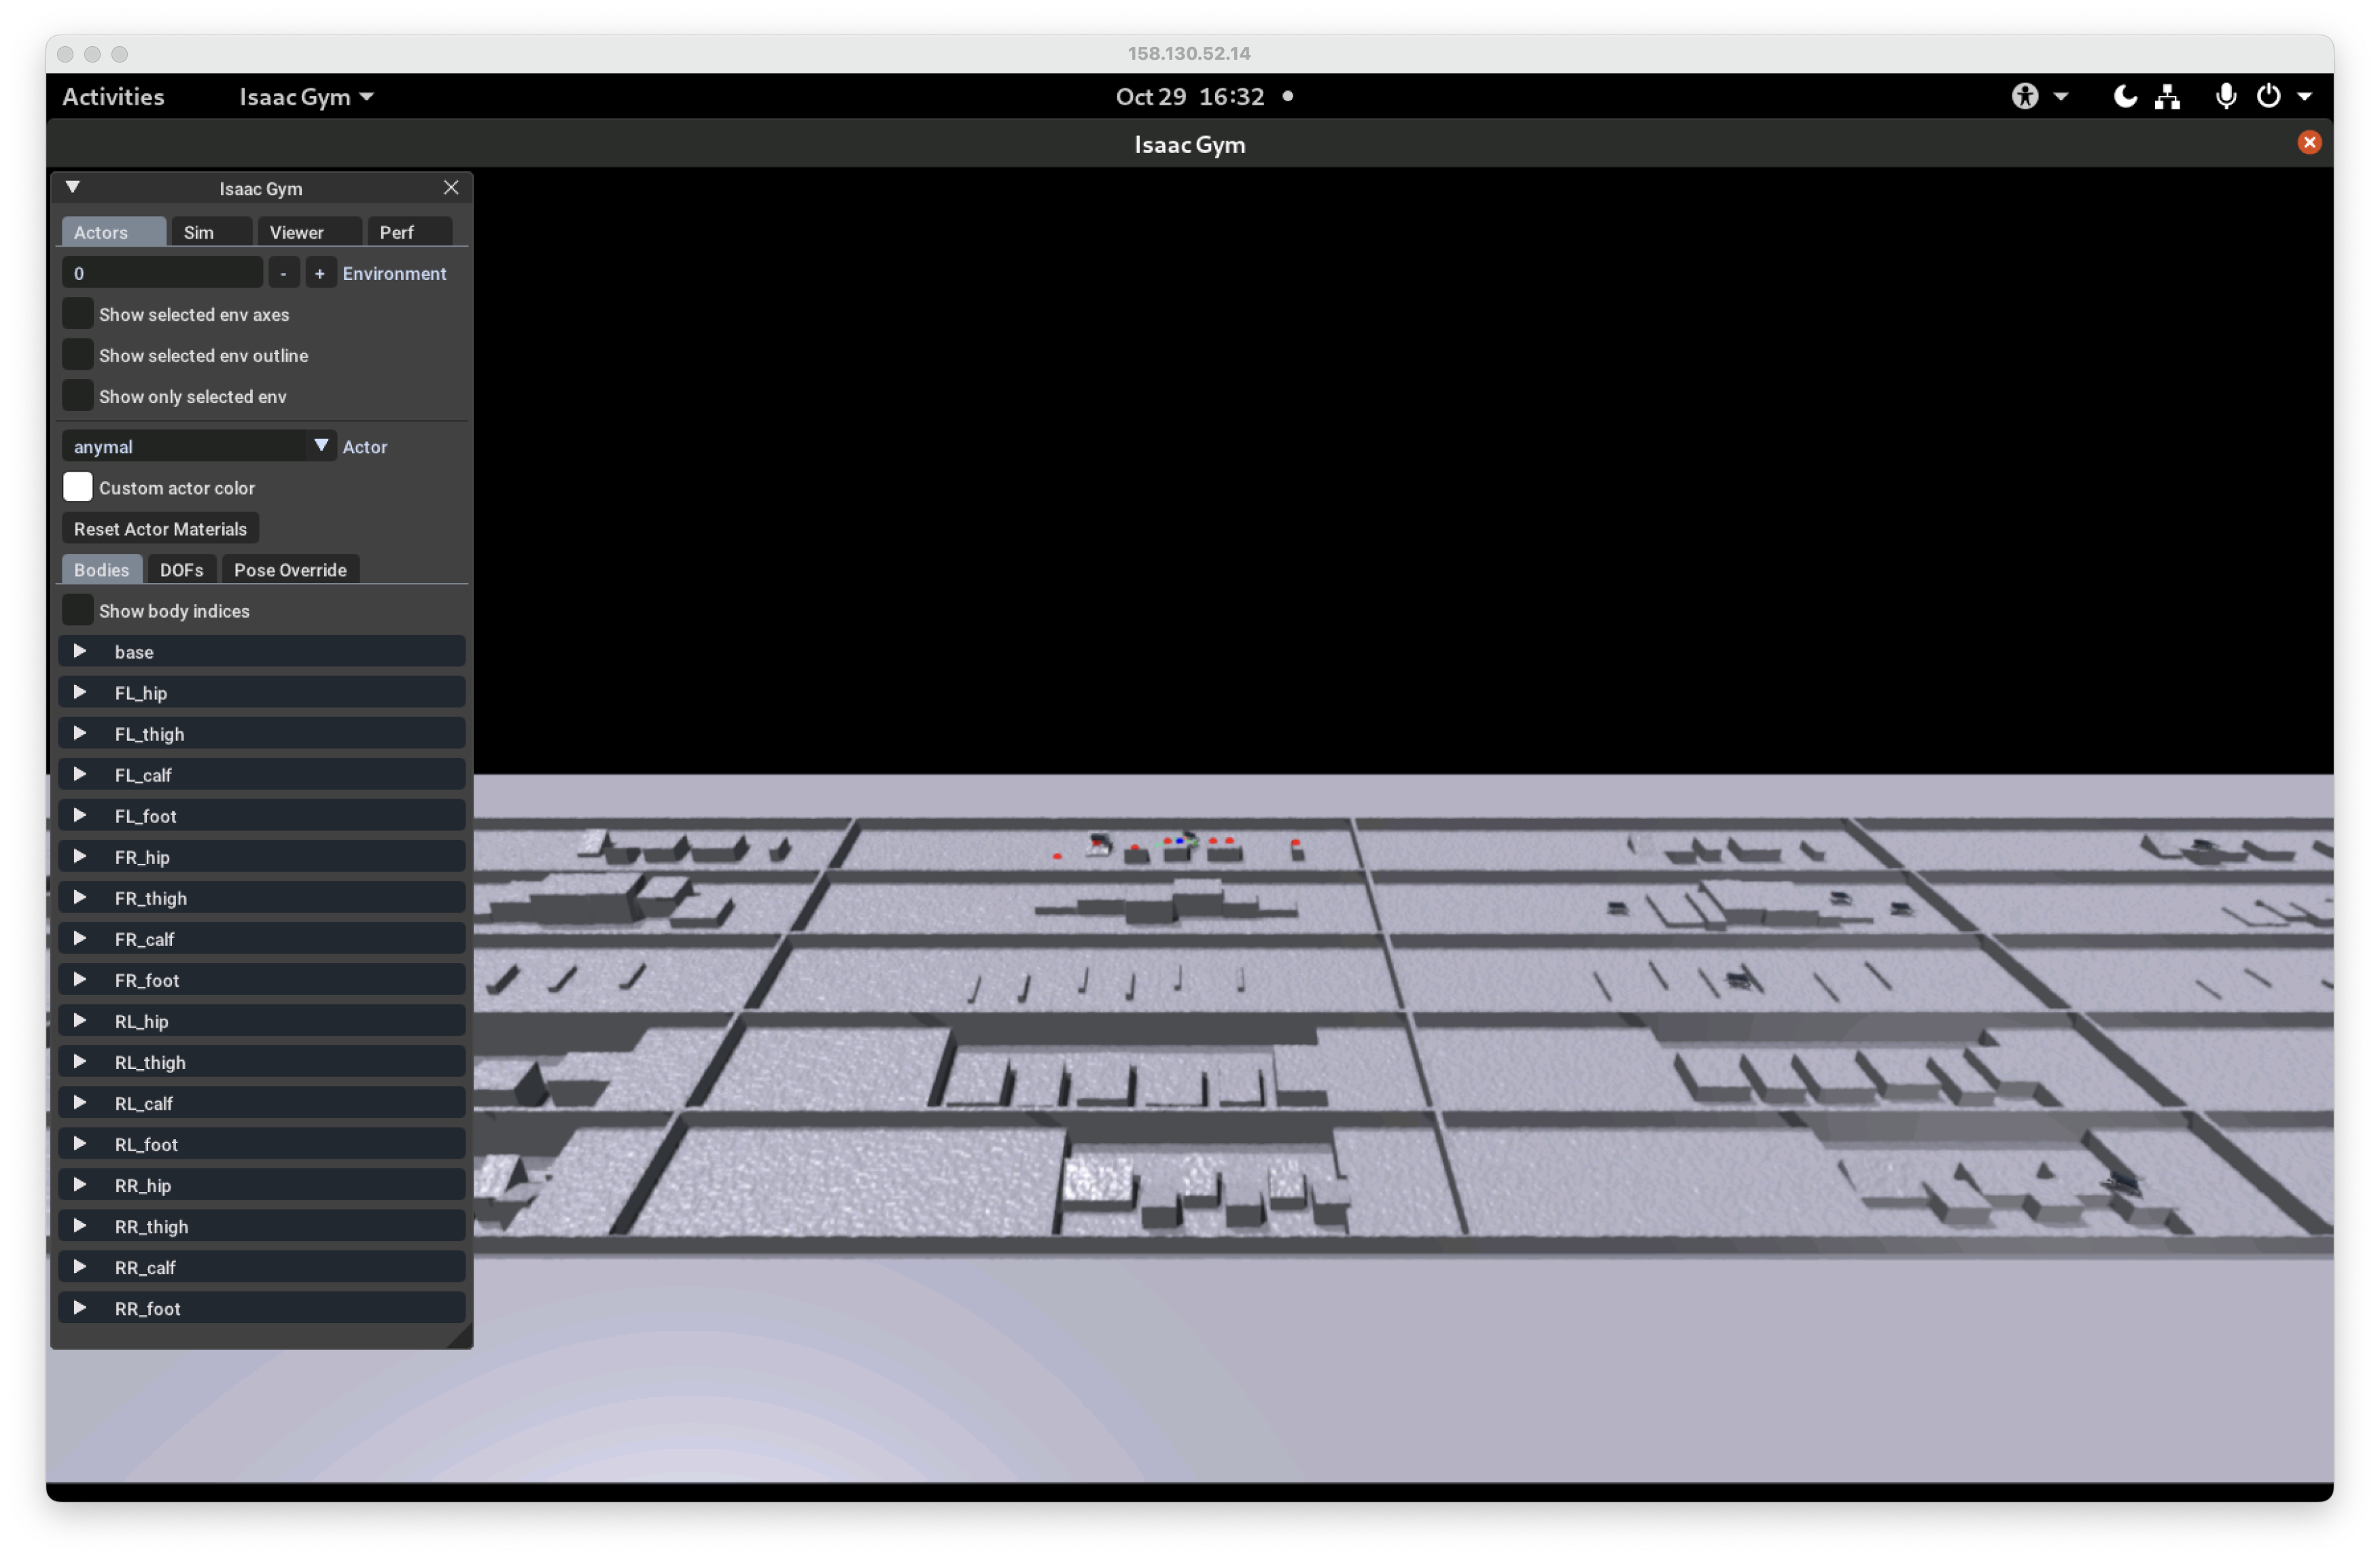 158.130.52.14
Activities Isaac Gym Oct 29 16:32
Isaac Gym
Isaac Gym
Actors Sim Viewer Perf
0 - + Environment
Show selected env axes
Show selected env outline
Show only selected env
anymal Actor
Custom actor color
Reset Actor Materials
Bodies DOFs Pose Override
Show body indices
base
FL_hip
FL_thigh
FL_calf
FL_foot
FR_hip
FR_thigh
FR_calf
FR_foot
RL_hip
RL_thigh
RL_calf
RL_foot
RR_hip
RR_thigh
RR_calf
RR_foot